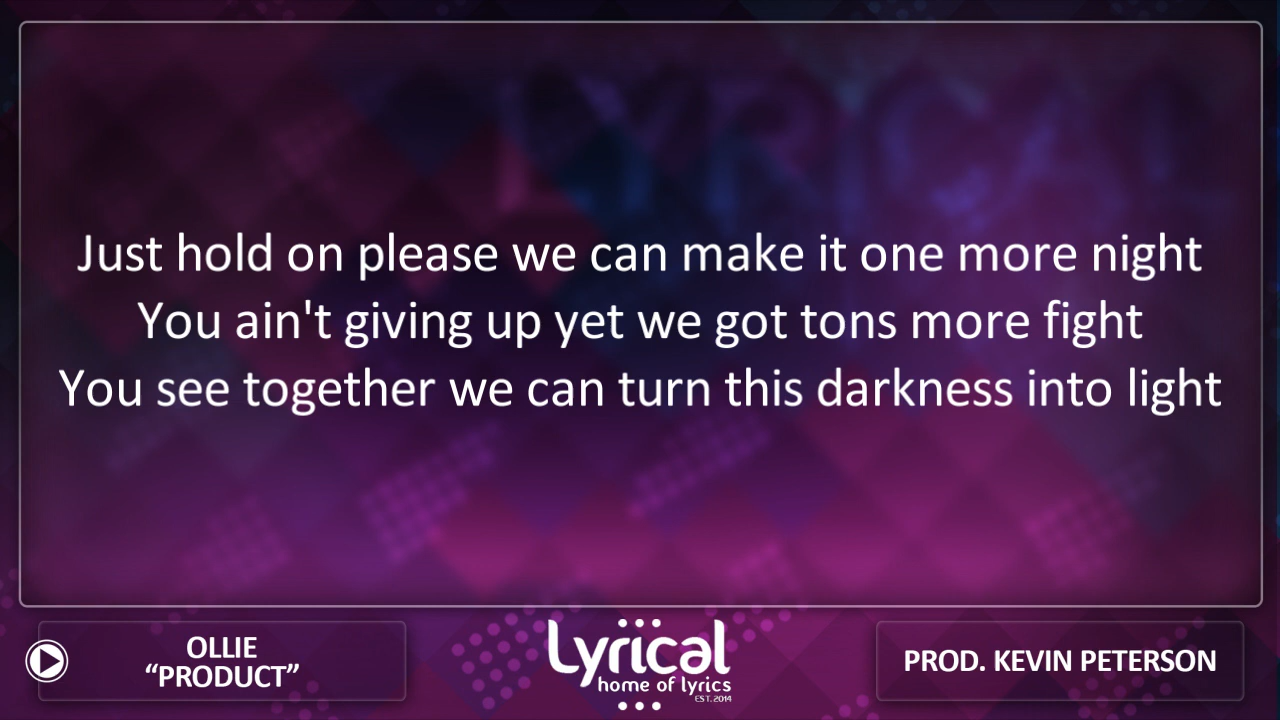 LYRICAL
Just hold on please we can make it one more night
You ain't giving up yet we got tons more fight
You see together we can turn this darkness into light
OLLIE
“PRODUCT”
Lyrical
home of lyrics
EST. 2014
PROD. KEVIN PETERSON